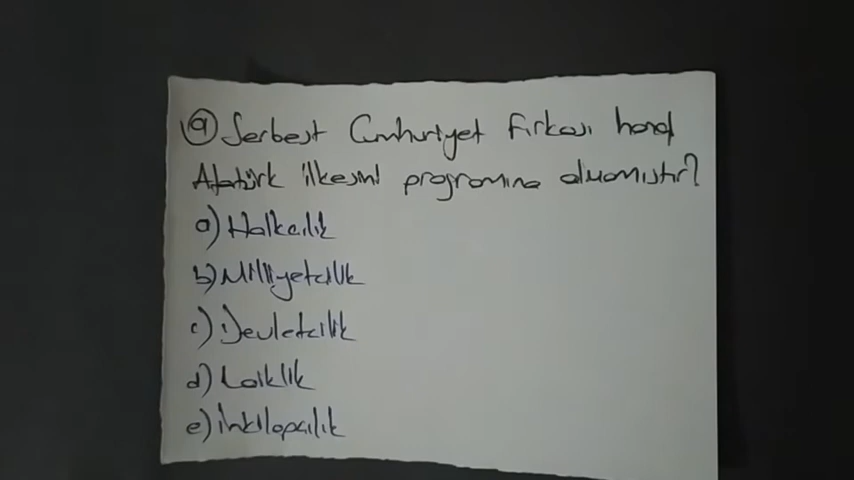 9) Serbest Cumhuriyet Fırkası hangi
Atatürk ilkesini programına almamıştır?
a) Halkçılık
b) Milliyetçilik
c) Devletçilik
d) Laiklik
e) İnkılapçılık